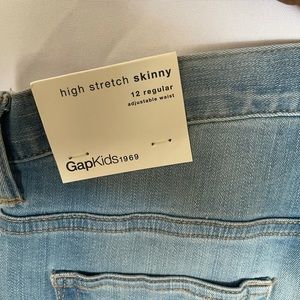 high stretch skinny
12 regular
adjustable waist
GapKids1969